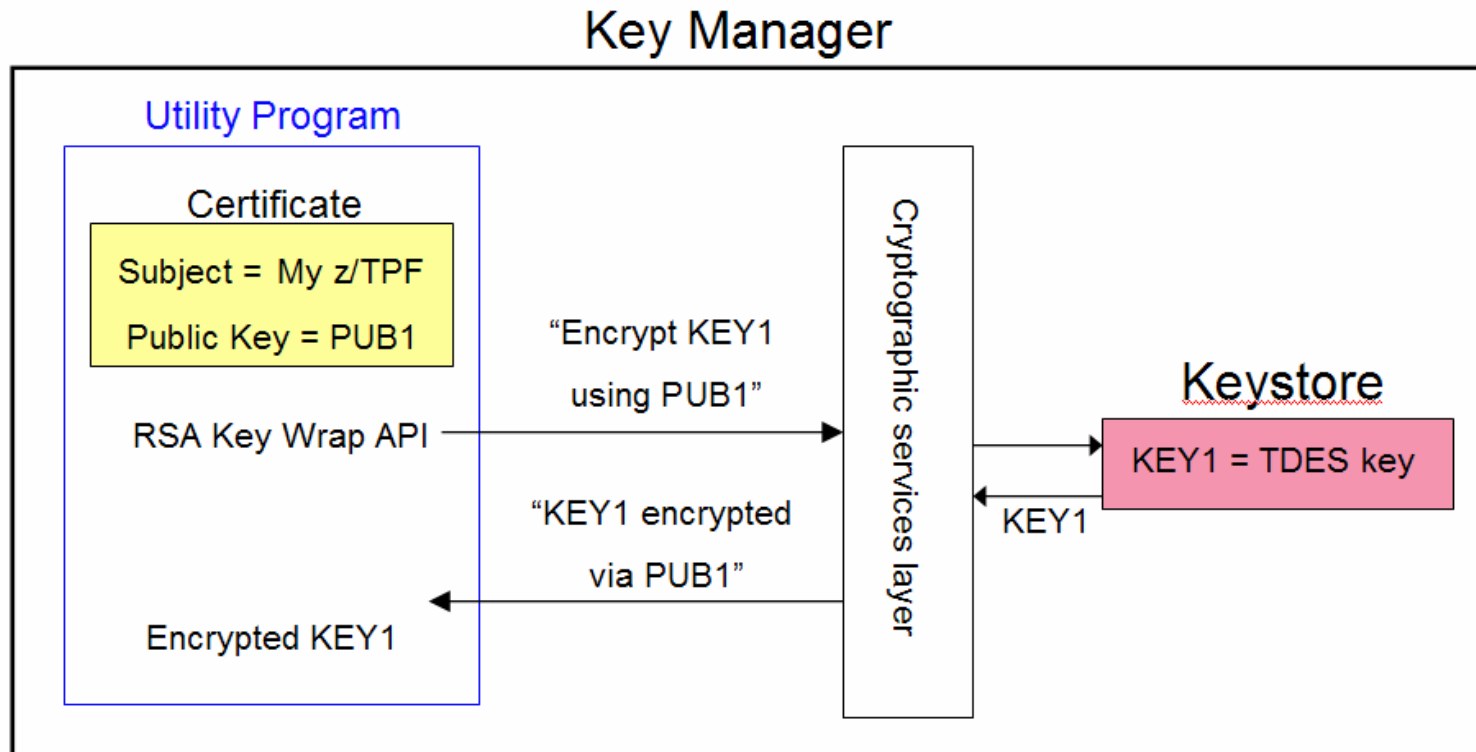 Key Manager
Utility Program
Certificate
Subject = My z/TPF
Public Key = PUB1
RSA Key Wrap API
“Encrypt KEY1
using PUB1”
“KEY1 encrypted
via PUB1”
Encrypted KEY1
Cryptographic services layer
Keystore
KEY1 = TDES key
KEY1